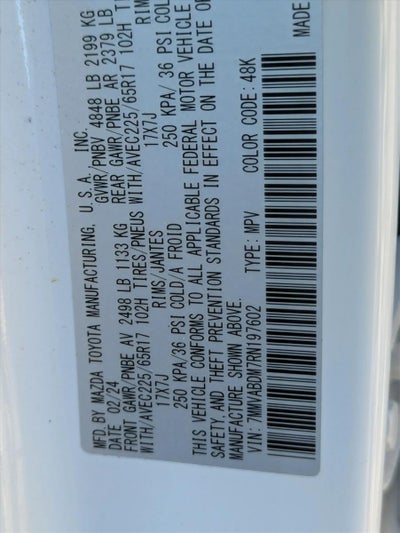 MFD. BY MAZDA TOYOTA MANUFACTURING, U.S.A., INC.
DATE 02/24 GVWR/PNBV 4848 LB 2199 KG
FRONT GAWR/PNBE AV 2498 LB 1133 KG REAR GAWR/PNBE AR 2379 LB
WITH/AVEC225/65R17 102H TIRES/PNEUS WITH/AVEC225/65R17 102H TI
17X7J RIMS/JANTES 17X7J RIMS
250 KPA/36 PSI COLD/A FROID 250 KPA/ 36 PSI COLD
THIS VEHICLE CONFORMS TO ALL APPLICABLE FEDERAL MOTOR VEHICLE
SAFETY AND THEFT PREVENTION STANDARDS IN EFFECT ON THE DATE O
MANUFACTURE SHOWN ABOVE.
VIN: 7MMVABDM7RN197602 TYPE: MPV COLOR CODE: 48K MADE